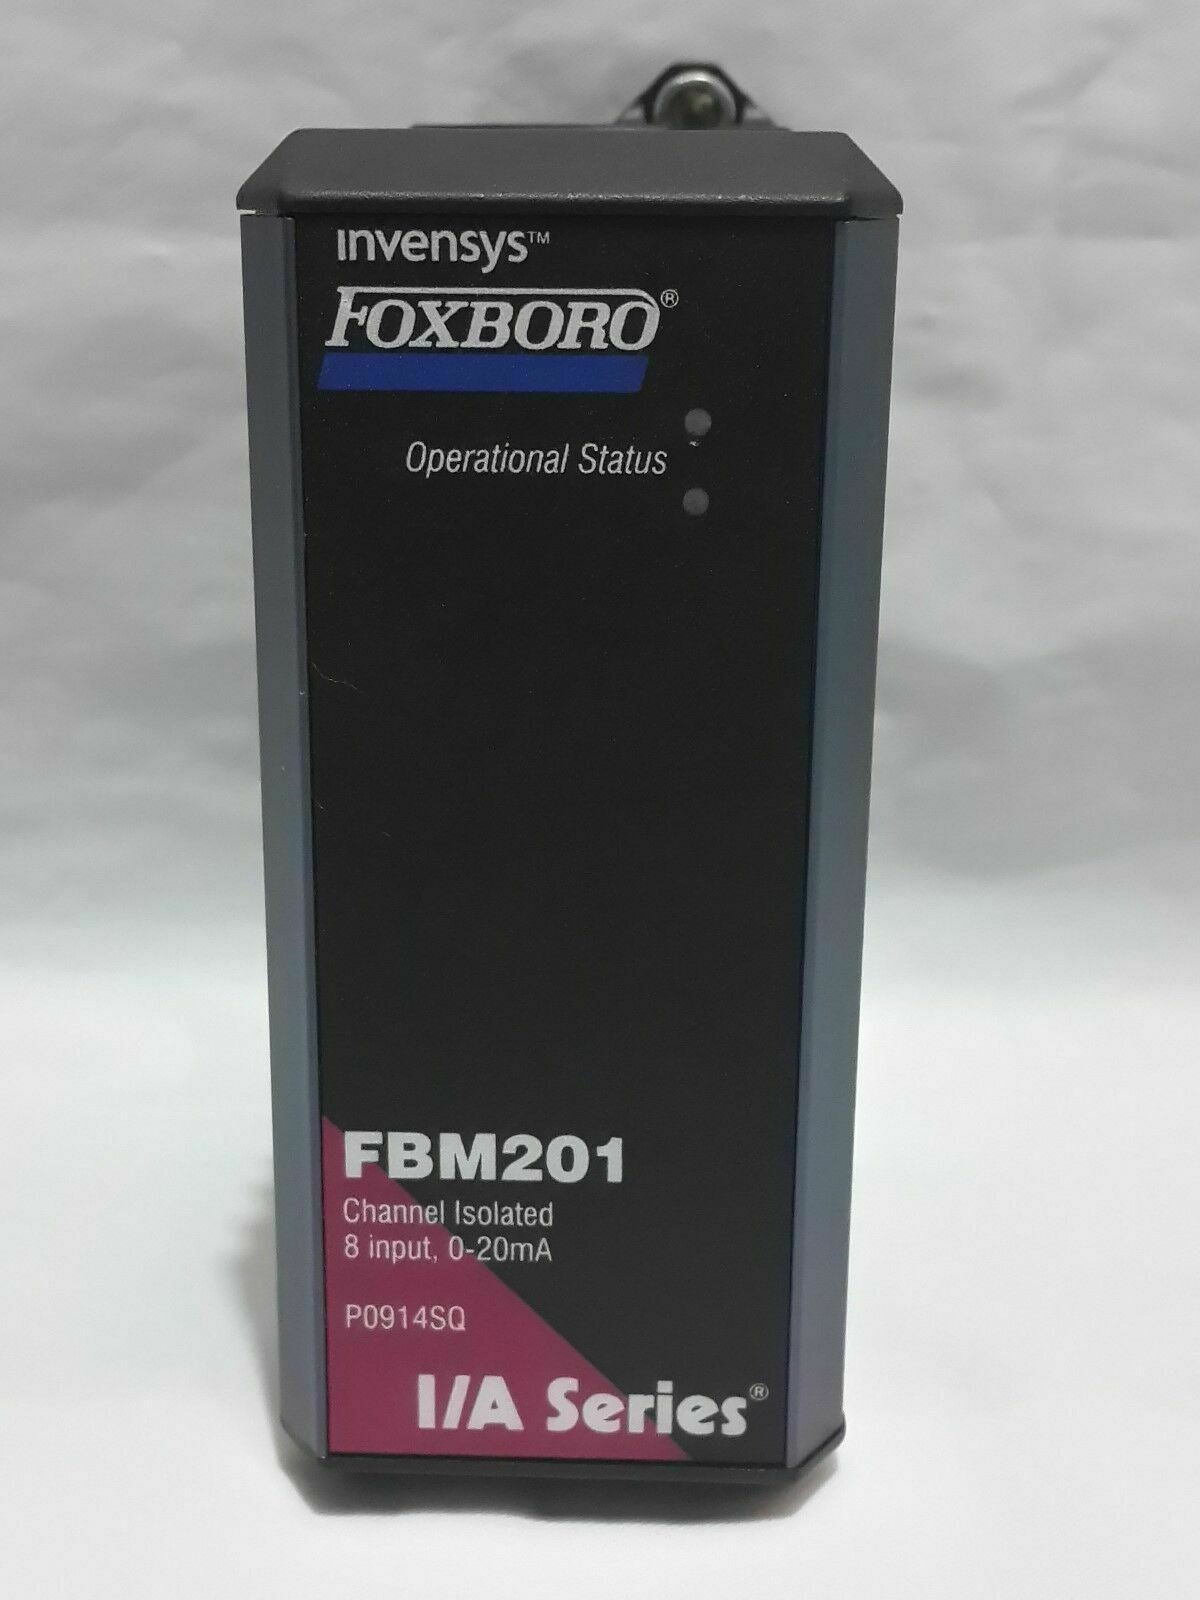 invensys™
FOXBORO®
Operational Status
FBM201
Channel Isolated
8 input, 0-20mA
P0914SQ
I/A Series®